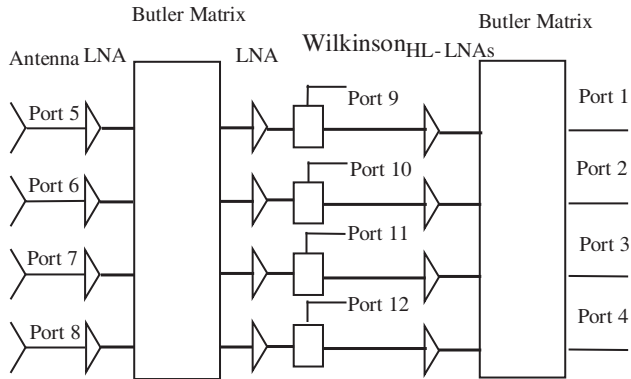 Butler Matrix
Butler Matrix
Antenna LNA
LNA
Wilkinson
HL-LNAs
Port 1
Port 5
Port 9
Port 2
Port 6
Port 10
Port 3
Port 7
Port 11
Port 4
Port 8
Port 12